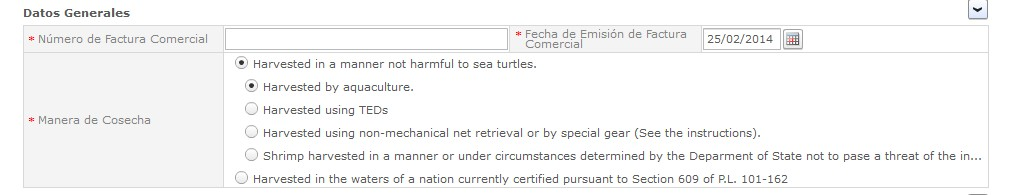 Datos Generales
* Número de Factura Comercial
* Fecha de Emisión de Factura
Comercial
25/02/2014
* Manera de Cosecha
Harvested in a manner not harmful to sea turtles.
Harvested by aquaculture.
Harvested using TEDs
Harvested using non-mechanical net retrieval or by special gear (See the instructions).
Shrimp harvested in a manner or under circumstances determined by the Deparment of State not to pase a threat of the in...
Harvested in the waters of a nation currently certified pursuant to Section 609 of P.L. 101-162